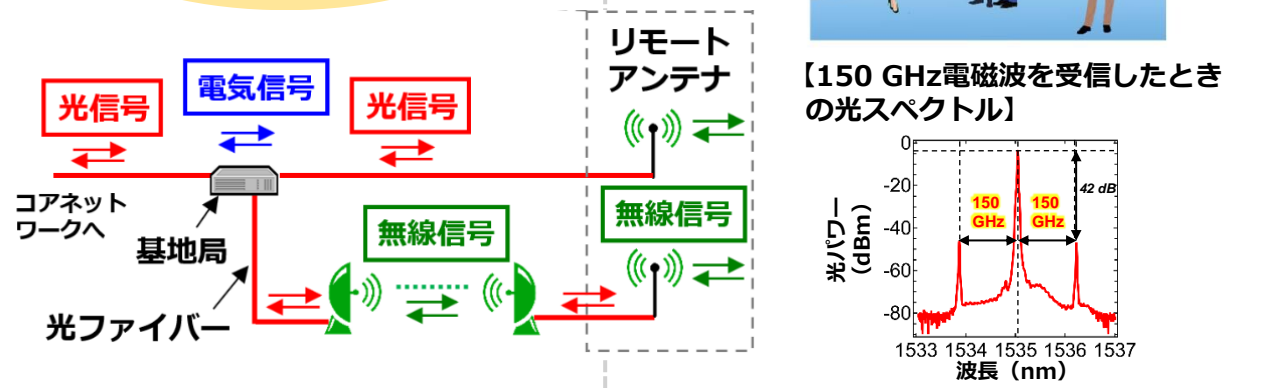 リモート
アンテナ
光信号
電気信号
光信号
コアネット
ワークへ
基地局
無線信号
無線信号
光ファイバー
【150 GHz電磁波を受信したとき
の光スペクトル】
0
-20
-40
-60
-80
光パワー
(dBm)
150
GHz
150
GHz
42 dB
1533 1534 1535 1536 1537
波長（nm）